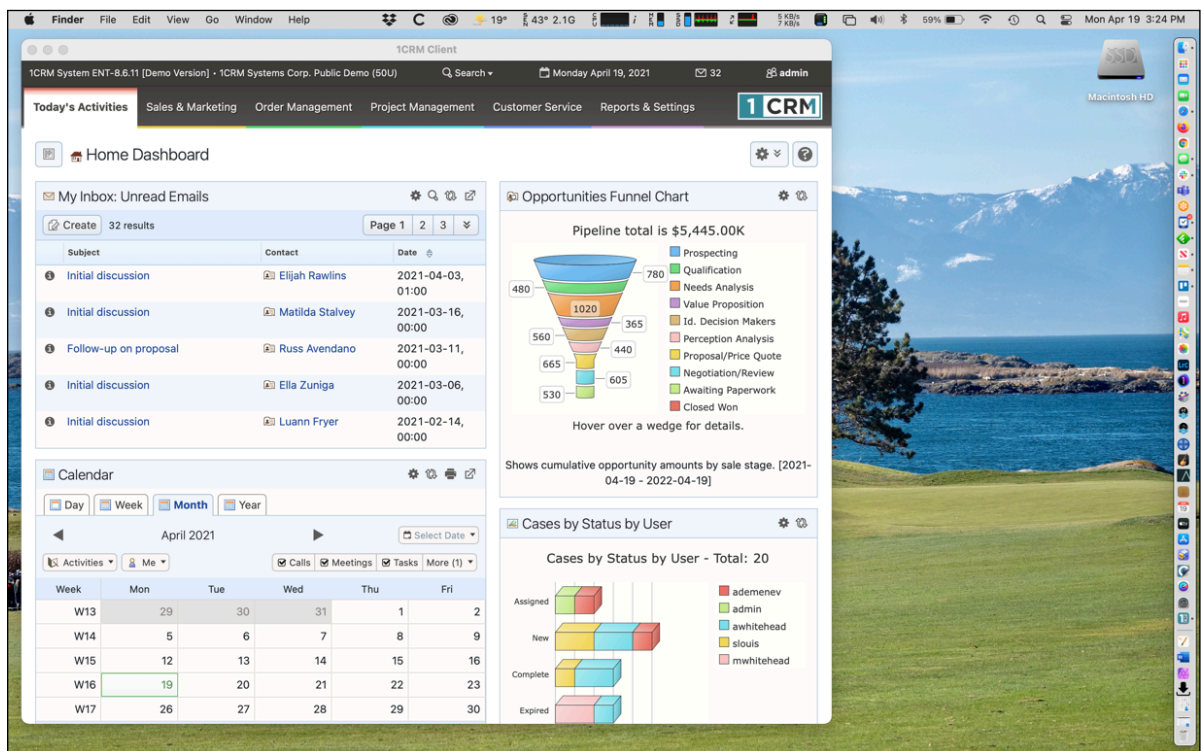 Finder File Edit View Go Window Help 19° 43° 2.1G 5 KB/s 7 KB/s 59% Mon Apr 19 3:24 PM
1CRM Client
1CRM System ENT-8.6.11 [Demo Version] • 1CRM Systems Corp. Public Demo (50U) Search Monday April 19, 2021 32 admin
Today's Activities Sales & Marketing Order Management Project Management Customer Service Reports & Settings 1 CRM
SSD
Macintosh HD
Home Dashboard
My Inbox: Unread Emails
Create 32 results Page 1 2 3
Subject Contact Date
Initial discussion Elijah Rawlins 2021-04-03,
01:00
Initial discussion Matilda Stalvey 2021-03-16,
00:00
Follow-up on proposal Russ Avendano 2021-03-11,
00:00
Initial discussion Ella Zuniga 2021-03-06,
00:00
Initial discussion Luann Fryer 2021-02-14,
00:00
Opportunities Funnel Chart
Pipeline total is $5,445.00K
Prospecting
Qualification
Needs Analysis
Value Proposition
Id. Decision Makers
Perception Analysis
Proposal/Price Quote
Negotiation/Review
Awaiting Paperwork
Closed Won
780
480
1020
365
560
440
665
605
530
Hover over a wedge for details.
Shows cumulative opportunity amounts by sale stage. [2021-
04-19 - 2022-04-19]
Calendar
Day Week Month Year
April 2021 Select Date
Activities Me Calls Meetings Tasks More (1)
Week Mon Tue Wed Thu Fri
W13 29 30 31 1 2
W14 5 6 7 8 9
W15 12 13 14 15 16
W16 19 20 21 22 23
W17 26 27 28 29 30
Cases by Status by User
Cases by Status by User - Total: 20
Assigned
New
Complete
Expired
ademenev
admin
awhitehead
slouis
mwhitehead